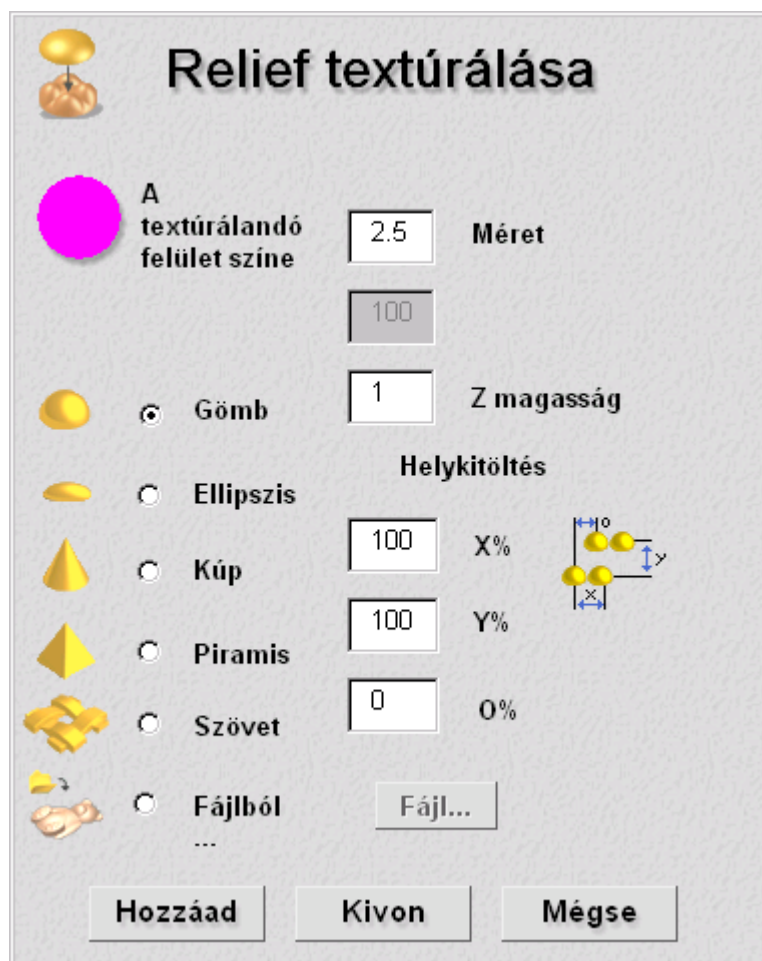 Relief textúrálása
A
textúrálandó
felület színe
2.5
Méret
100
1
Z magasság
Gömb
Helykitöltés
Ellipszis
100
X%
Kúp
100
Y%
Piramis
0
O%
Szövet
o
y
x
Fájlból
...
Fájl...
Hozzáad
Kivon
Mégse